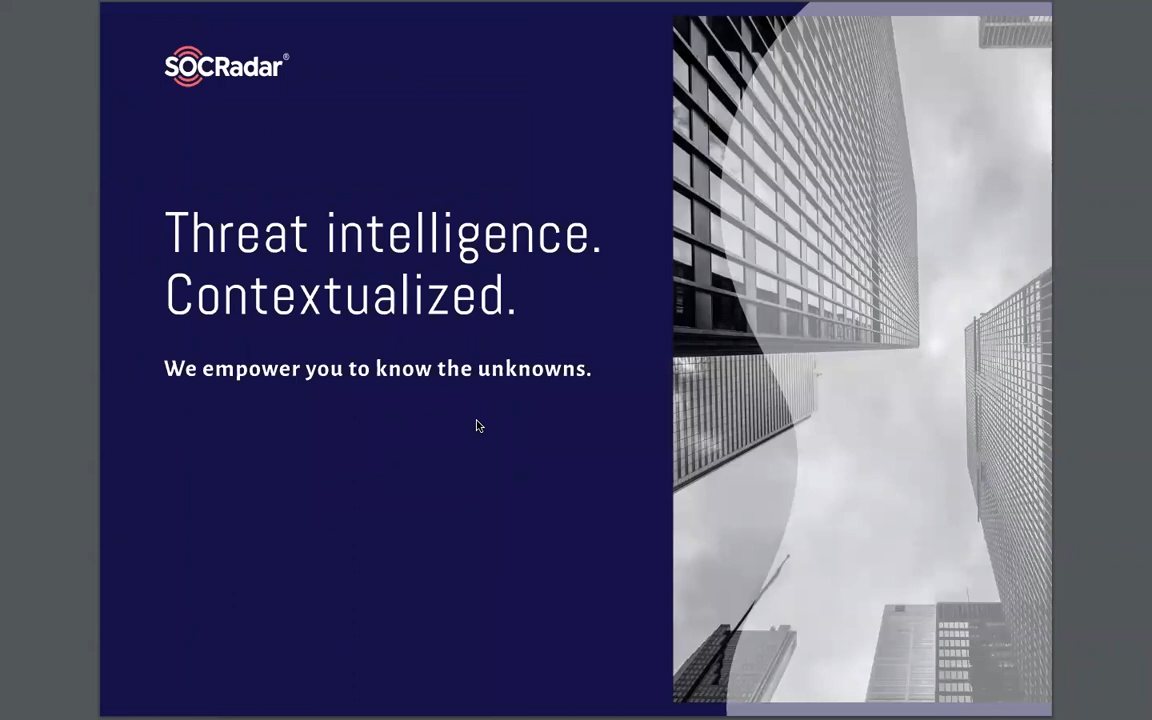 SOCRadar®
Threat intelligence.
Contextualized.
We empower you to know the unknowns.